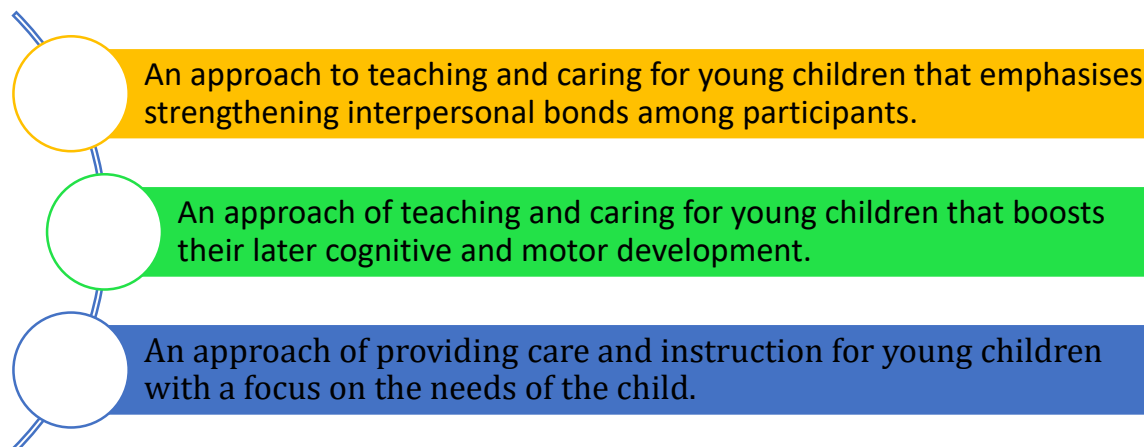 An approach to teaching and caring for young children that emphasises
strengthening interpersonal bonds among participants.
An approach of teaching and caring for young children that boosts
their later cognitive and motor development.
An approach of providing care and instruction for young children
with a focus on the needs of the child.